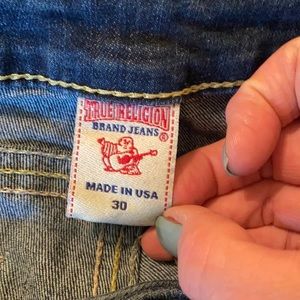 TRUE RELIGION
BRAND JEANS®
MADE IN USA
30